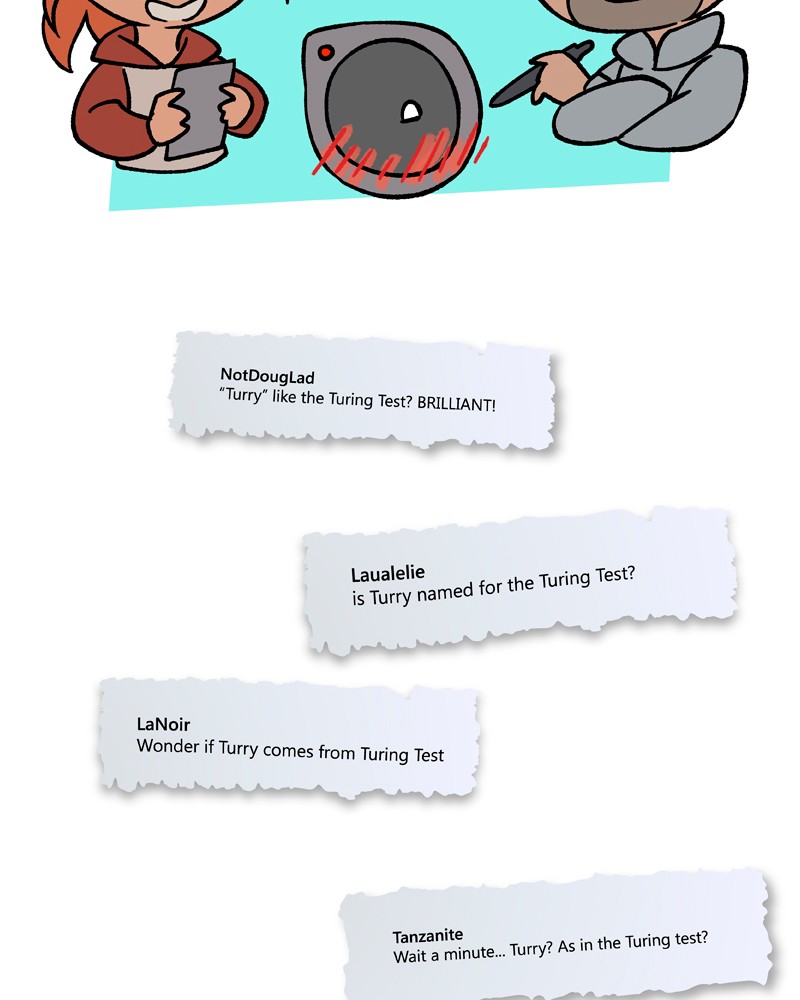 NotDougLad
“Turry” like the Turing Test? BRILLIANT!
Laualelie
is Turry named for the Turing Test?
LaNoir
Wonder if Turry comes from Turing Test
Tanzanite
Wait a minute... Turry? As in the Turing test?